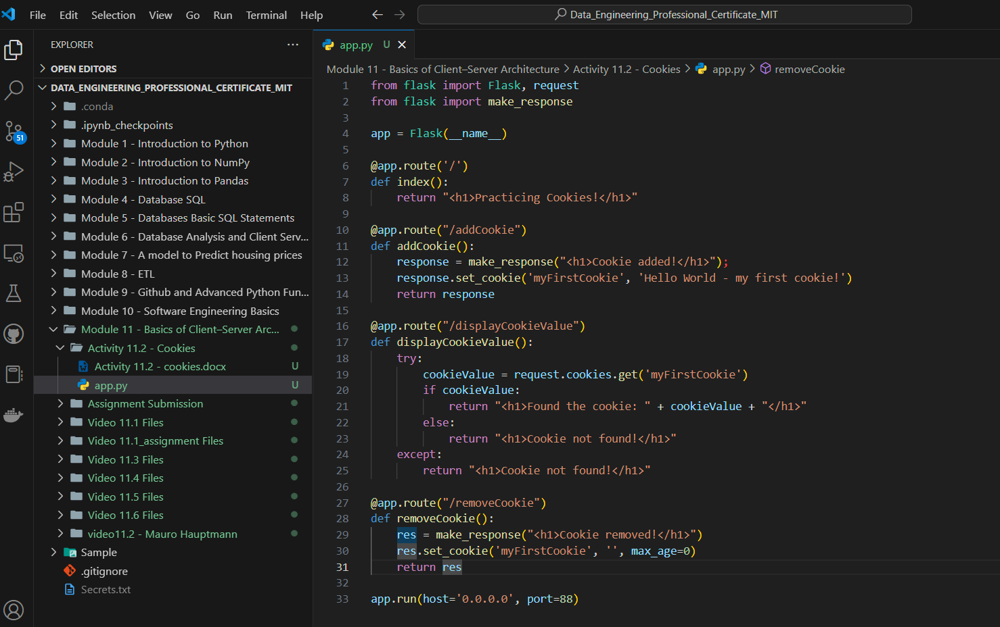 File Edit Selection View Go Run Terminal Help
Data_Engineering_Professional_Certificate_MIT
EXPLORER
OPEN EDITORS
DATA_ENGINEERING_PROFESSIONAL_CERTIFICATE_MIT
.conda
.ipynb_checkpoints
Module 1 - Introduction to Python
Module 2 - Introduction to NumPy
Module 3 - Introduction to Pandas
Module 4 - Database SQL
Module 5 - Databases Basic SQL Statements
Module 6 - Database Analysis and Client Serv...
Module 7 - A model to Predict housing prices
Module 8 - ETL
Module 9 - Github and Advanced Python Fun...
Module 10 - Software Engineering Basics
Module 11 - Basics of Client–Server Arc...
Activity 11.2 - Cookies
Activity 11.2 - cookies.docx U
app.py U
Assignment Submission
Video 11.1 Files
Video 11.1_assignment Files
Video 11.3 Files
Video 11.4 Files
Video 11.5 Files
Video 11.6 Files
video11.2 - Mauro Hauptmann
Sample
.gitignore
Secrets.txt
51
app.py U
Module 11 - Basics of Client–Server Architecture > Activity 11.2 - Cookies > app.py > removeCookie
1 from flask import Flask, request
2 from flask import make_response
3
4 app = Flask(__name__)
5
6 @app.route('/')
7 def index():
8     return "<h1>Practicing Cookies!</h1>"
9
10 @app.route("/addCookie")
11 def addCookie():
12     response = make_response("<h1>Cookie added!</h1>");
13     response.set_cookie('myFirstCookie', 'Hello World - my first cookie!')
14     return response
15
16 @app.route("/displayCookieValue")
17 def displayCookieValue():
18     try:
19         cookieValue = request.cookies.get('myFirstCookie')
20         if cookieValue:
21             return "<h1>Found the cookie: " + cookieValue + "</h1>"
22         else:
23             return "<h1>Cookie not found!</h1>"
24     except:
25         return "<h1>Cookie not found!</h1>"
26
27 @app.route("/removeCookie")
28 def removeCookie():
29     res = make_response("<h1>Cookie removed!</h1>")
30     res.set_cookie('myFirstCookie', '', max_age=0)
31     return res
32
33 app.run(host='0.0.0.0', port=88)